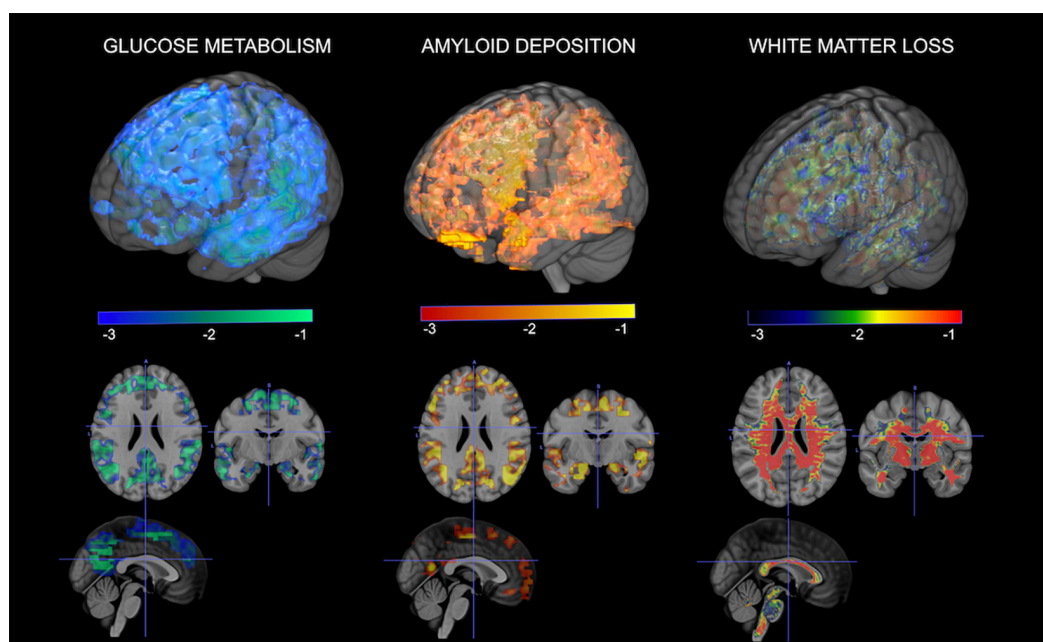 GLUCOSE METABOLISM
AMYLOID DEPOSITION
WHITE MATTER LOSS
-3 -2 -1
-3 -2 -1
-3 -2 -1